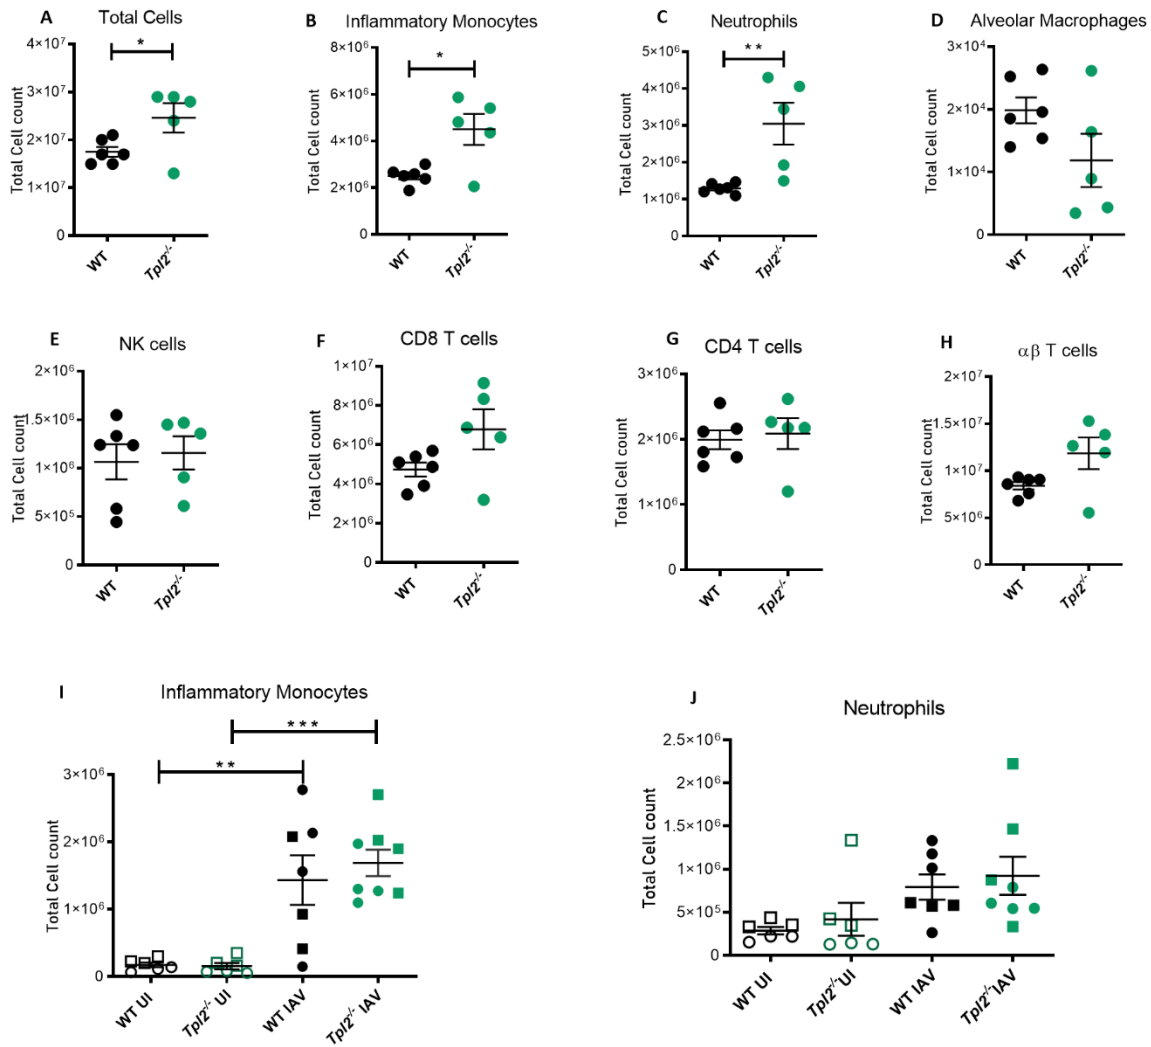 A Total Cells
*
4×10⁷
3×10⁷
2×10⁷
1×10⁷
0
Total Cell count
WT
Tpl2-/-
B Inflammatory Monocytes
*
8×10⁶
6×10⁶
4×10⁶
2×10⁶
0
Total Cell count
WT
Tpl2-/-
C Neutrophils
**
5×10⁶
4×10⁶
3×10⁶
2×10⁶
1×10⁶
0
Total Cell count
WT
Tpl2-/-
D Alveolar Macrophages
3×10⁴
2×10⁴
1×10⁴
0
Total Cell count
WT
Tpl2-/-
E NK cells
2×10⁶
1×10⁶
1×10⁶
5×10⁵
0
Total Cell count
WT
Tpl2-/-
F CD8 T cells
1×10⁷
8×10⁶
6×10⁶
4×10⁶
2×10⁶
0
Total Cell count
WT
Tpl2-/-
G CD4 T cells
3×10⁶
2×10⁶
1×10⁶
0
Total Cell count
WT
Tpl2-/-
H αβ T cells
2×10⁷
2×10⁷
1×10⁷
5×10⁶
0
Total Cell count
WT
Tpl2-/-
I Inflammatory Monocytes
***
**
3×10⁶
2×10⁶
1×10⁶
0
Total Cell count
WT UI
Tpl2-/- UI
WT IAV
Tpl2-/- IAV
J Neutrophils
2.5×10⁶
2×10⁶
1.5×10⁶
1×10⁶
5×10⁵
0
Total Cell count
WT UI
Tpl2-/-UI
WT IAV
Tpl2-/-IAV